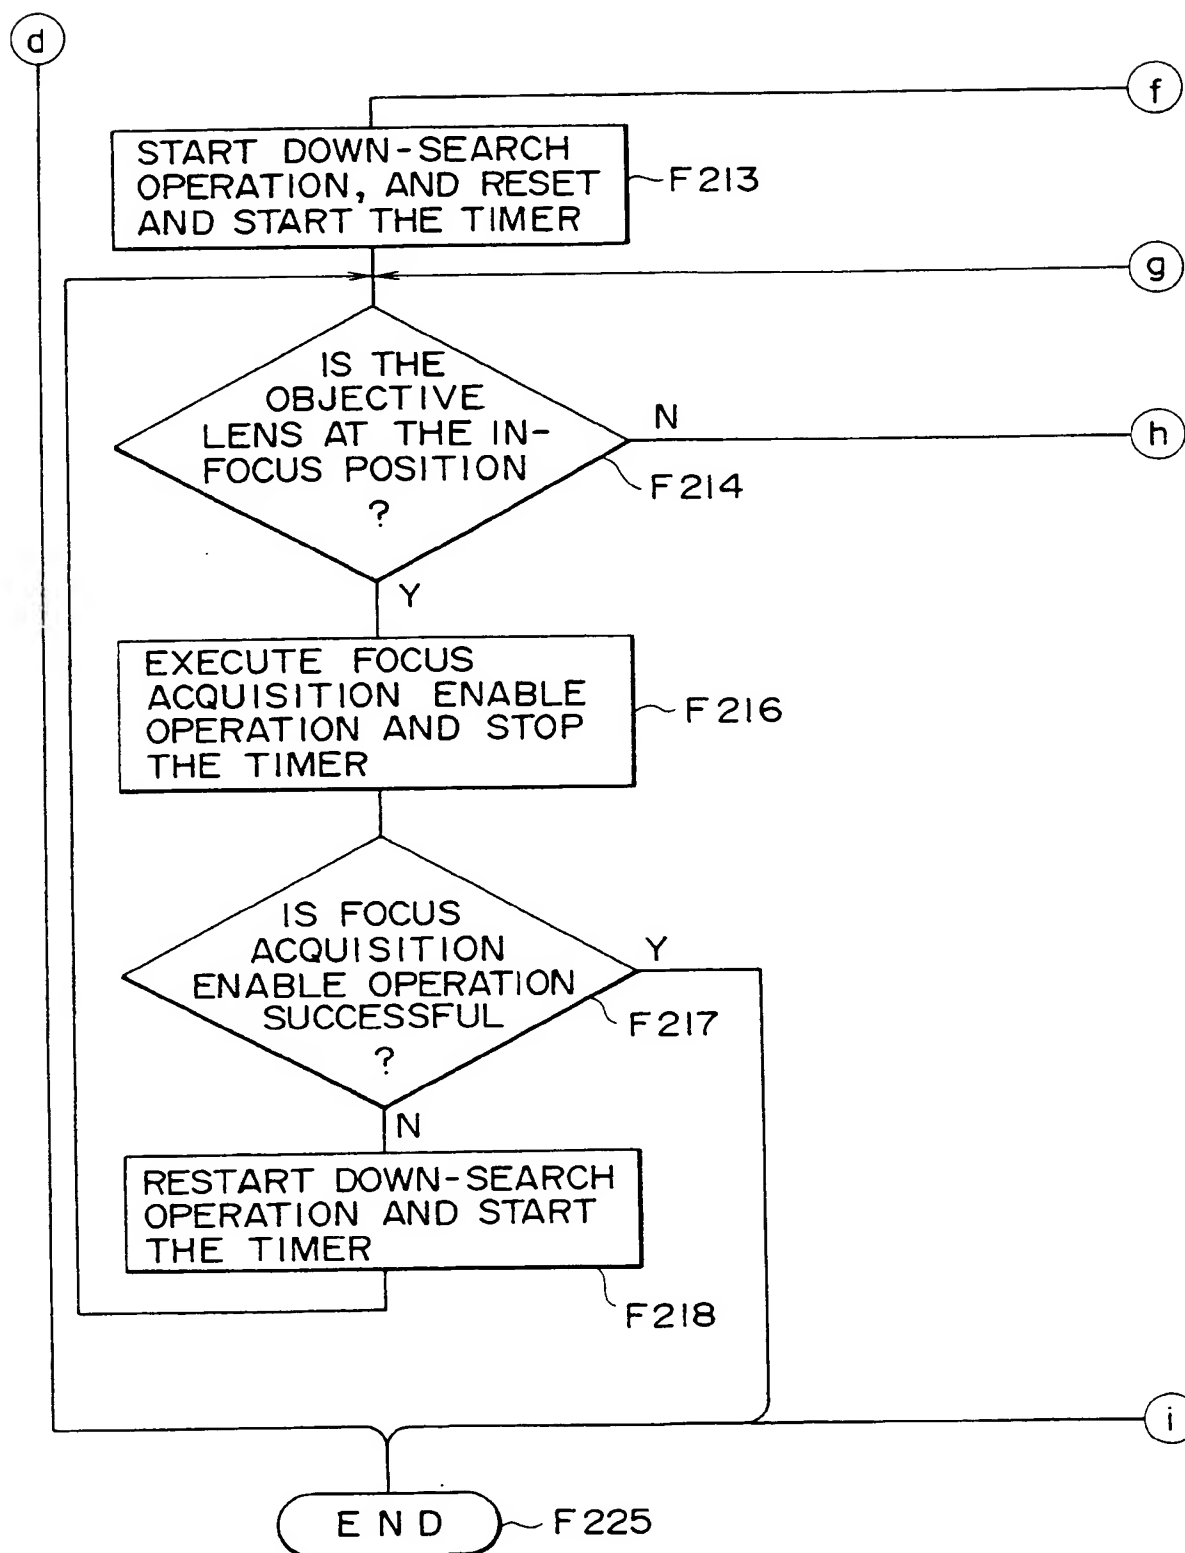 d
f
START DOWN-SEARCH
OPERATION, AND RESET
AND START THE TIMER
F213
g
IS THE
OBJECTIVE
LENS AT THE IN-
FOCUS POSITION
?
N
h
F214
Y
EXECUTE FOCUS
ACQUISITION ENABLE
OPERATION AND STOP
THE TIMER
F216
IS FOCUS
ACQUISITION
ENABLE OPERATION
SUCCESSFUL
?
Y
F217
N
RESTART DOWN-SEARCH
OPERATION AND START
THE TIMER
F218
i
END
F225